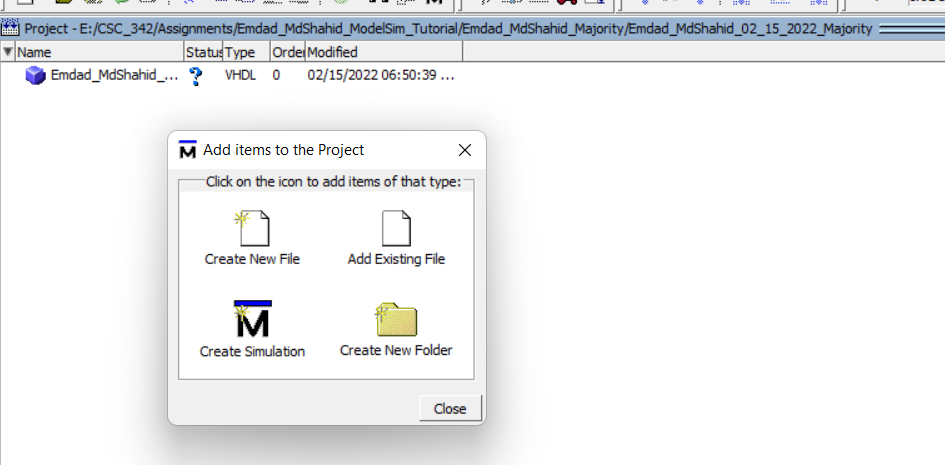 Project - E:/CSC_342/Assignments/Emdad_MdShahid_ModelSim_Tutorial/Emdad_MdShahid_Majority/Emdad_MdShahid_02_15_2022_Majority
Name Status Type Order Modified
Emdad_MdShahid_... ? VHDL 0 02/15/2022 06:50:39 ...
M Add items to the Project
Click on the icon to add items of that type:
Create New File Add Existing File
M
Create Simulation Create New Folder
Close